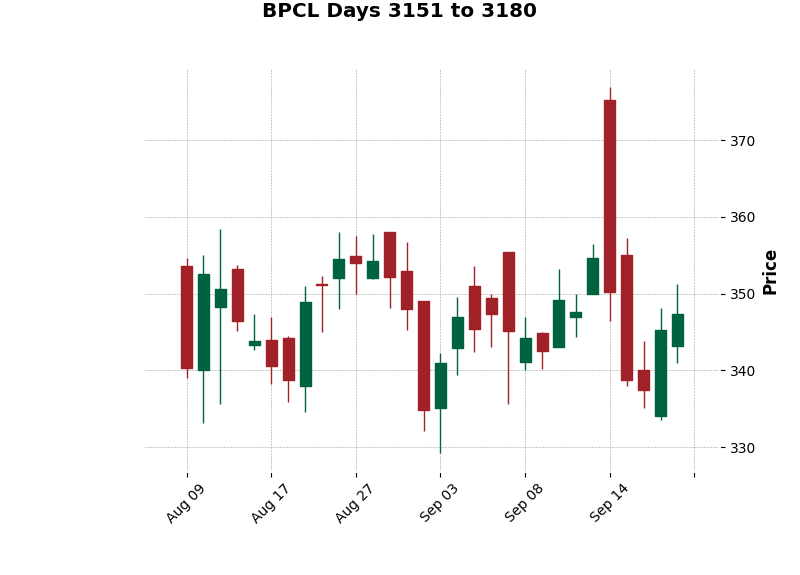 BPCL Days 3151 to 3180
370
360
350
340
330
Price
Aug 09
Aug 17
Aug 27
Sep 03
Sep 08
Sep 14